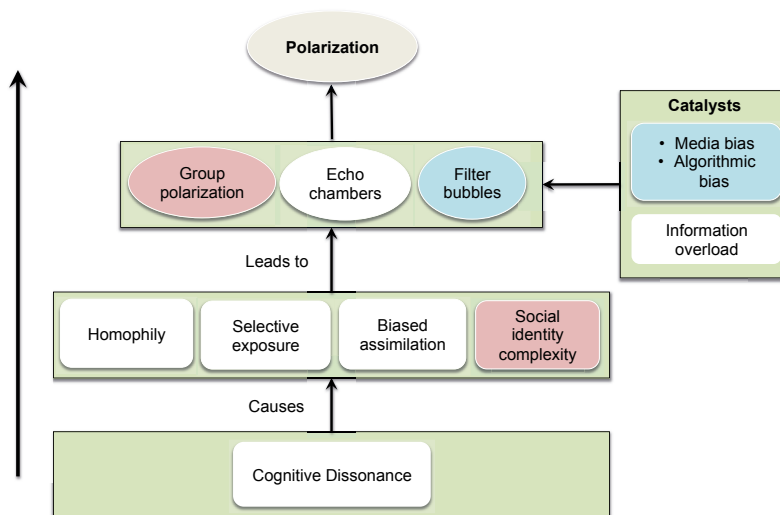 Polarization
Catalysts
• Media bias
• Algorithmic
bias
Information
overload
Group
polarization
Echo
chambers
Filter
bubbles
Leads to
Homophily
Selective
exposure
Biased
assimilation
Social
identity
complexity
Causes
Cognitive Dissonance